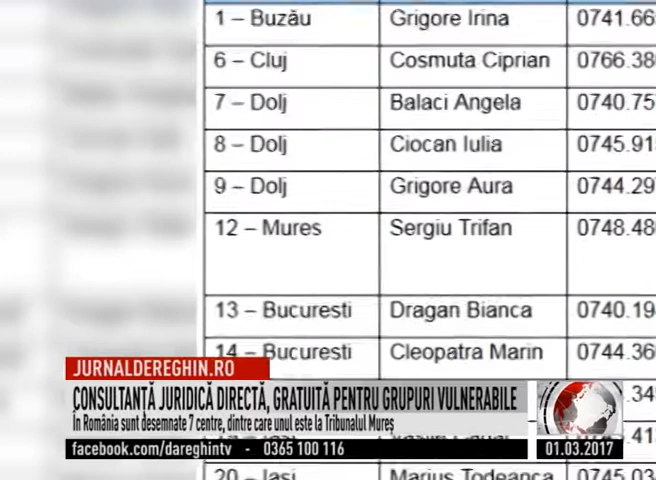 1 – Buzău Grigore Irina 0741.66
6 – Cluj Cosmuta Ciprian 0766.38
7 – Dolj Balaci Angela 0740.75
8 – Dolj Ciocan Iulia 0745.91
9 – Dolj Grigore Aura 0744.29
12 – Mures Sergiu Trifan 0748.48
13 – Bucuresti Dragan Bianca 0740.19
14 – Bucuresti Cleopatra Marin 0744.36
JURNALDEREGHIN.RO
CONSULTANȚĂ JURIDICĂ DIRECTĂ, GRATUITĂ PENTRU GRUPURI VULNERABILE
În România sunt desemnate 7 centre, dintre care unul este la Tribunalul Mureș
facebook.com/dareghintv - 0365 100 116
01.03.2017
20 – Iasi Marius Todeanca 0745.03